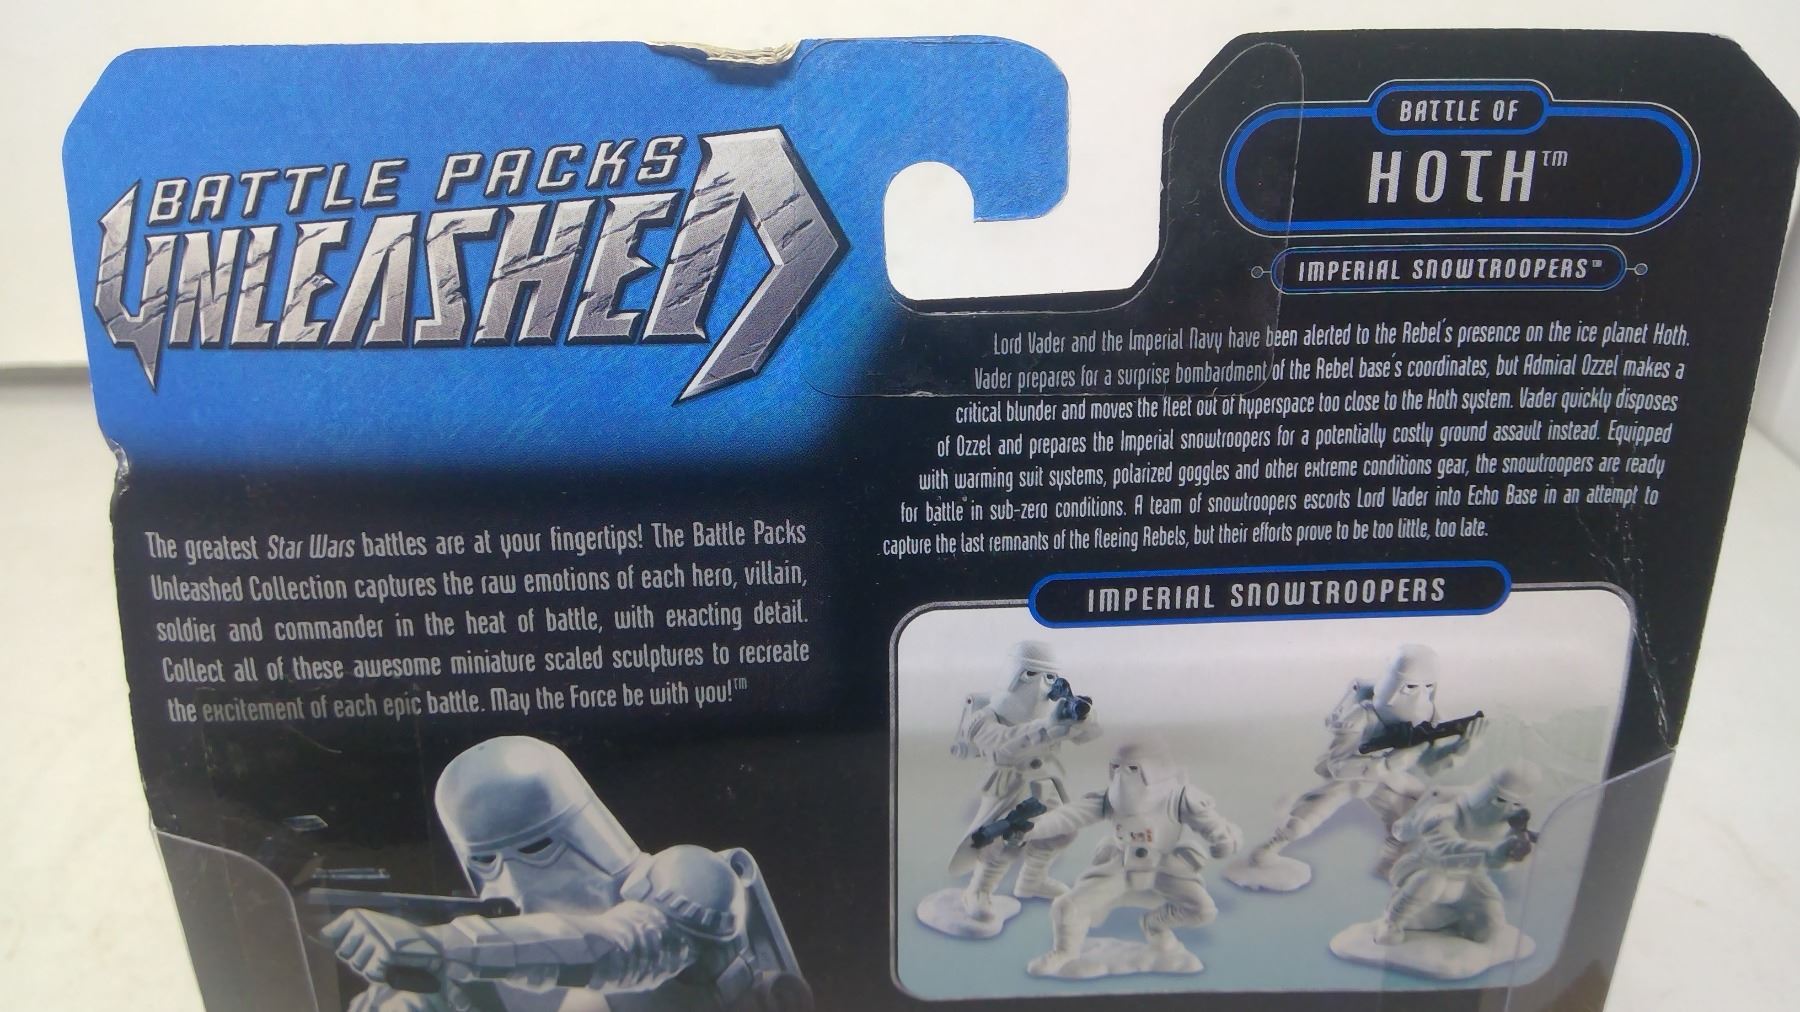 BATTLE PACKS
UNLEASHED
The greatest Star Wars battles are at your fingertips! The Battle Packs
Unleashed Collection captures the raw emotions of each hero, villain,
soldier and commander in the heat of battle, with exacting detail.
Collect all of these awesome miniature scaled sculptures to recreate
the excitement of each epic battle. May the Force be with you!™
BATTLE OF
HOTH™
IMPERIAL SNOWTROOPERS™
Lord Vader and the Imperial Navy have been alerted to the Rebel's presence on the ice planet Hoth.
Vader prepares for a surprise bombardment of the Rebel base's coordinates, but Admiral Ozzel makes a
critical blunder and moves the fleet out of hyperspace too close to the Hoth system. Vader quickly disposes
of Ozzel and prepares the Imperial snowtroopers for a potentially costly ground assault instead. Equipped
with warming suit systems, polarized goggles and other extreme conditions gear, the snowtroopers are ready
for battle in sub-zero conditions. A team of snowtroopers escorts Lord Vader into Echo Base in an attempt to
capture the last remnants of the fleeing Rebels, but their efforts prove to be too little, too late.
IMPERIAL SNOWTROOPERS